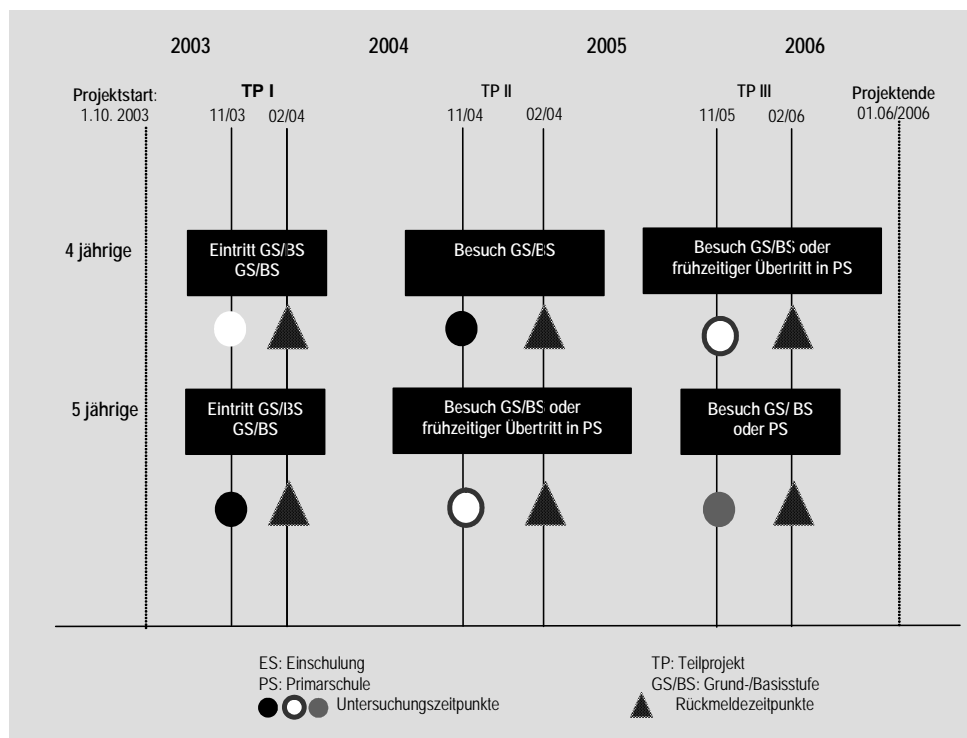 2003 2004 2005 2006
Projektstart: TP I TP II TP III Projektende
1.10. 2003 11/03 02/04 11/04 02/04 11/05 02/06 01.06/2006
4 jährige
Eintritt GS/BS
GS/BS
Besuch GS/BS
Besuch GS/BS oder
frühzeitiger Übertritt in PS
5 jährige
Eintritt GS/BS
GS/BS
Besuch GS/BS oder
frühzeitiger Übertritt in PS
Besuch GS/ BS
oder PS
ES: Einschulung
PS: Primarschule
Untersuchungszeitpunkte
TP: Teilprojekt
GS/BS: Grund-/Basisstufe
Rückmeldezeitpunkte